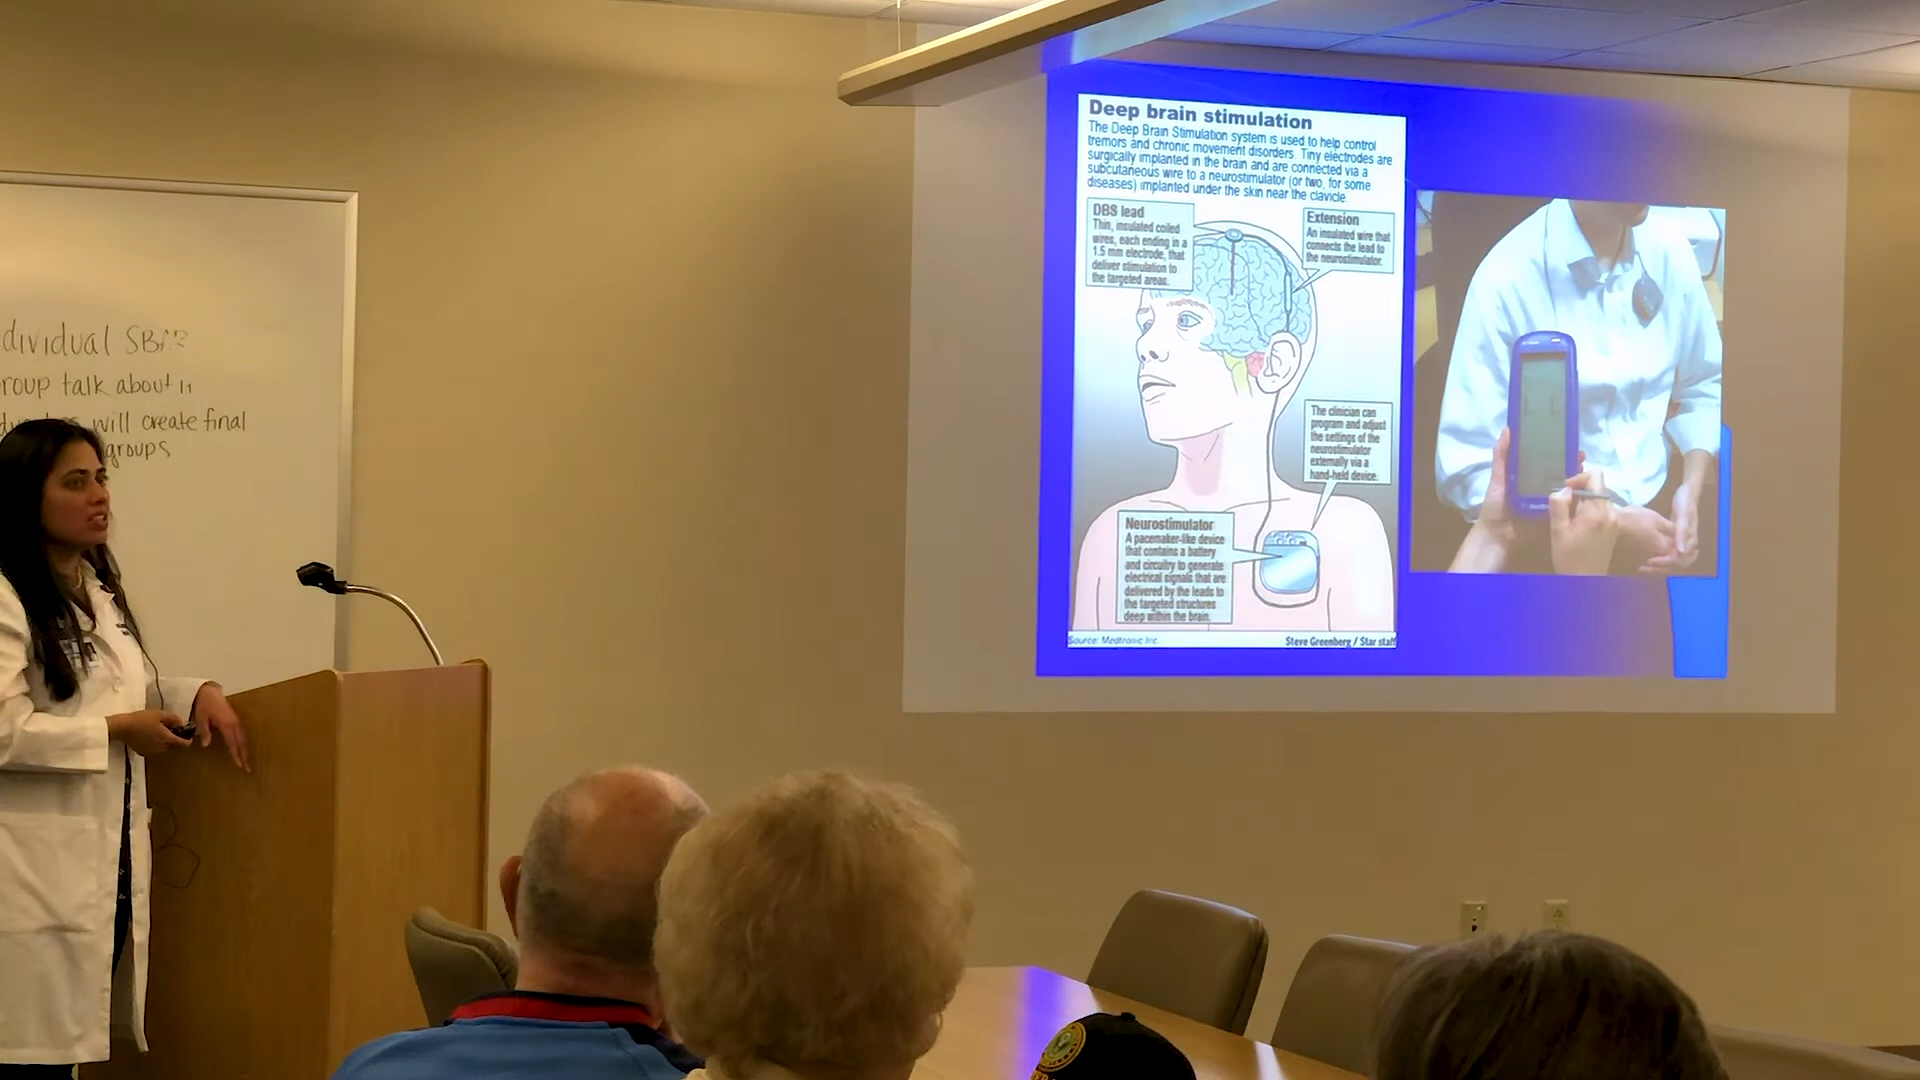 dividual SBAR
roup talk about it
will create final
groups
Deep brain stimulation
The Deep Brain Stimulation system is used to help control
tremors and chronic movement disorders. Tiny electrodes are
surgically implanted in the brain and are connected via a
subcutaneous wire to a neurostimulator (or two, for some
diseases) implanted under the skin near the clavicle.
DBS lead
Thin, insulated coiled
wires, each ending in a
1.5 mm electrode, that
deliver stimulation to
the targeted areas.
Extension
An insulated wire that
connects the lead to
the neurostimulator.
The clinician can
program and adjust
the settings of the
neurostimulator
externally via a
hand-held device.
Neurostimulator
A pacemaker-like device
that contains a battery
and circuitry to generate
electrical signals that are
delivered by the leads to
the targeted structures
deep within the brain.
Source: Medtronic Inc.
Steve Greenberg / Star staff